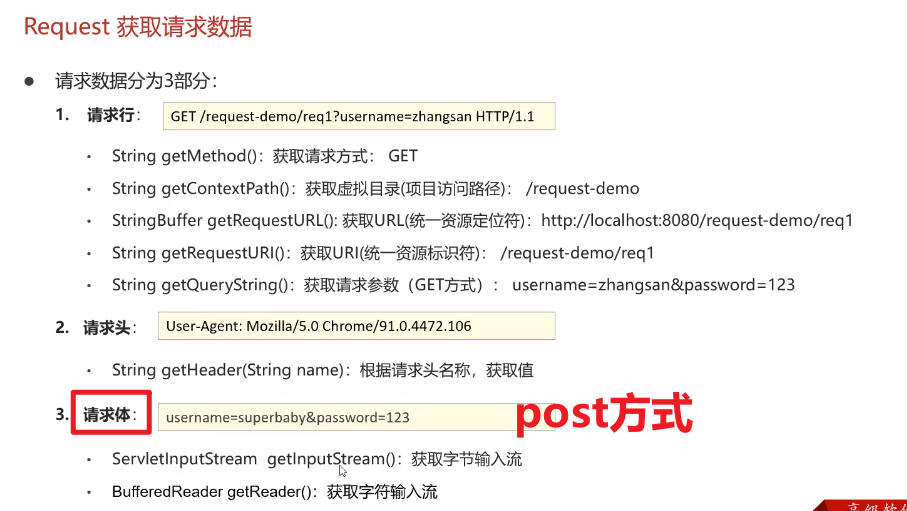 Request 获取请求数据
● 请求数据分为3部分：
1. 请求行： GET /request-demo/req1?username=zhangsan HTTP/1.1
• String getMethod()：获取请求方式： GET
• String getContextPath()：获取虚拟目录(项目访问路径)： /request-demo
• StringBuffer getRequestURL(): 获取URL(统一资源定位符)：http://localhost:8080/request-demo/req1
• String getRequestURI()：获取URI(统一资源标识符)： /request-demo/req1
• String getQueryString()：获取请求参数（GET方式）： username=zhangsan&password=123
2. 请求头： User-Agent: Mozilla/5.0 Chrome/91.0.4472.106
• String getHeader(String name)：根据请求头名称，获取值
3. 请求体： username=superbaby&password=123 post方式
• ServletInputStream getInputStream()：获取字节输入流
• BufferedReader getReader()：获取字符输入流